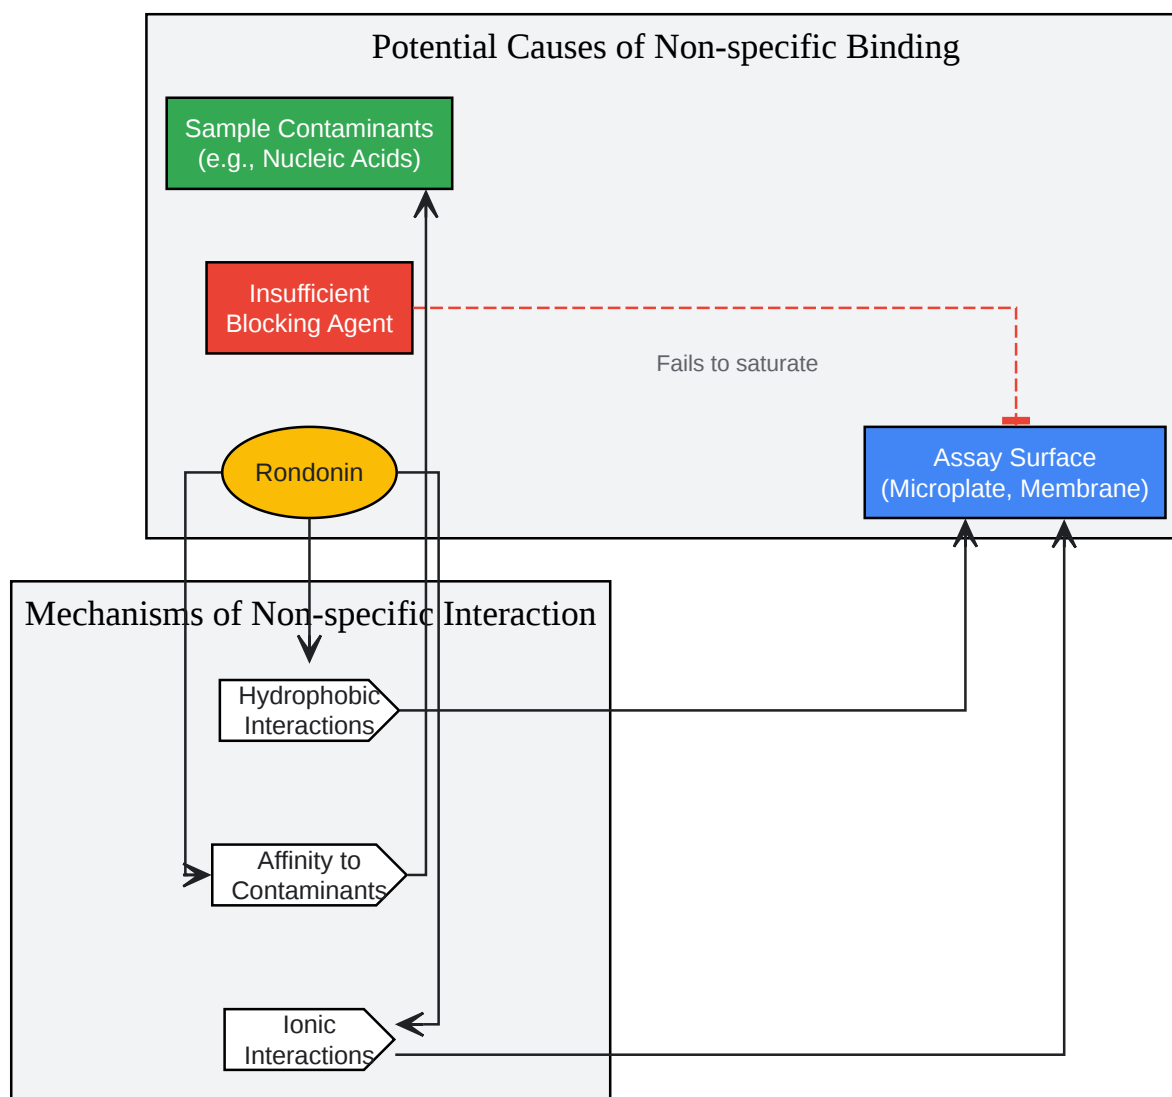 Potential Causes of Non-specific Binding
Sample Contaminants
(e.g., Nucleic Acids)
Insufficient
Blocking Agent
Fails to saturate
Rondonin
Assay Surface
(Microplate, Membrane)
Mechanisms of Non-specific Interaction
Hydrophobic
Interactions
Affinity to
Contaminants
Ionic
Interactions